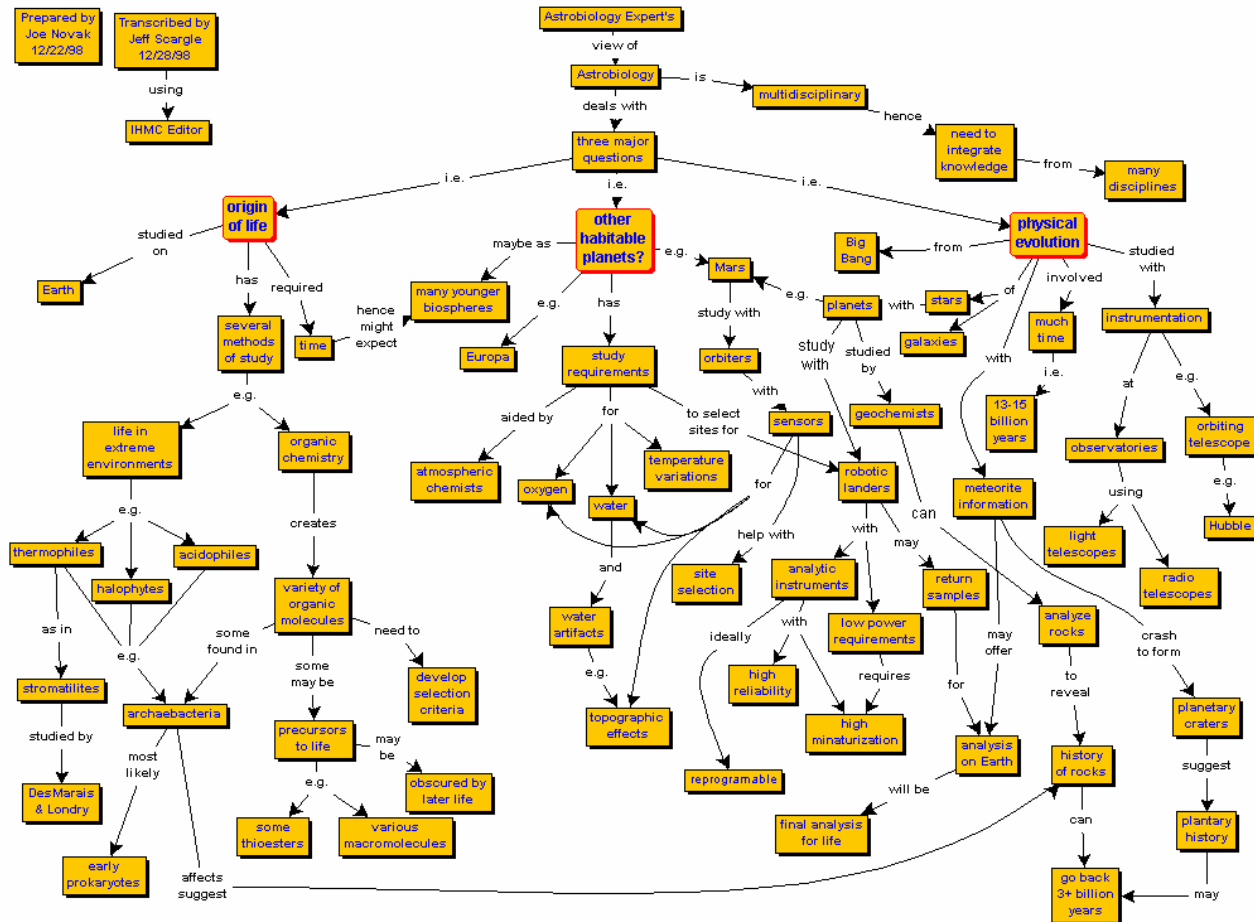 Prepared by
Joe Novak
12/22/98
Transcribed by
Jeff Scargle
12/28/98
using
IHMC Editor
Astrobiology Expert's
view of
Astrobiology
is
multidisciplinary
deals with
hence
three major
questions
need to
integrate
knowledge
from
many
disciplines
i.e.
i.e.
i.e.
origin
of life
other
habitable
planets?
physical
evolution
studied
on
Earth
has
required
several
methods
of study
time
hence
might
expect
maybe as
many younger
biospheres
e.g.
Europa
has
study
requirements
e.g.
Mars
study with
orbiters
with
sensors
e.g.
planets
with
stars
of
galaxies
from
Big
Bang
involved
much
time
i.e.
13-15
billion
years
studied
with
instrumentation
at
e.g.
observatories
orbiting
telescope
e.g.
Hubble
using
light
telescopes
radio
telescopes
study
with
studied
by
geochemists
with
meteorite
information
e.g.
life in
extreme
environments
organic
chemistry
aided by
atmospheric
chemists
for
oxygen
water
temperature
variations
to select
sites for
robotic
landers
for
can
e.g.
thermophiles
halophytes
acidophiles
creates
variety of
organic
molecules
and
water
artifacts
e.g.
topographic
effects
help with
site
selection
with
analytic
instruments
may
return
samples
low power
requirements
ideally
with
high
reliability
requires
high
minaturization
reprogramable
for
may
offer
analysis
on Earth
will be
final analysis
for life
analyze
rocks
to
reveal
history
of rocks
can
go back
3+ billion
years
crash
to form
planetary
craters
suggest
plantary
history
may
as in
stromatilites
studied by
DesMarais
& Londry
e.g.
archaebacteria
most
likely
early
prokaryotes
affects
suggest
some
found in
some
may be
need to
develop
selection
criteria
precursors
to life
may
be
obscured by
later life
e.g.
some
thioesters
various
macromolecules